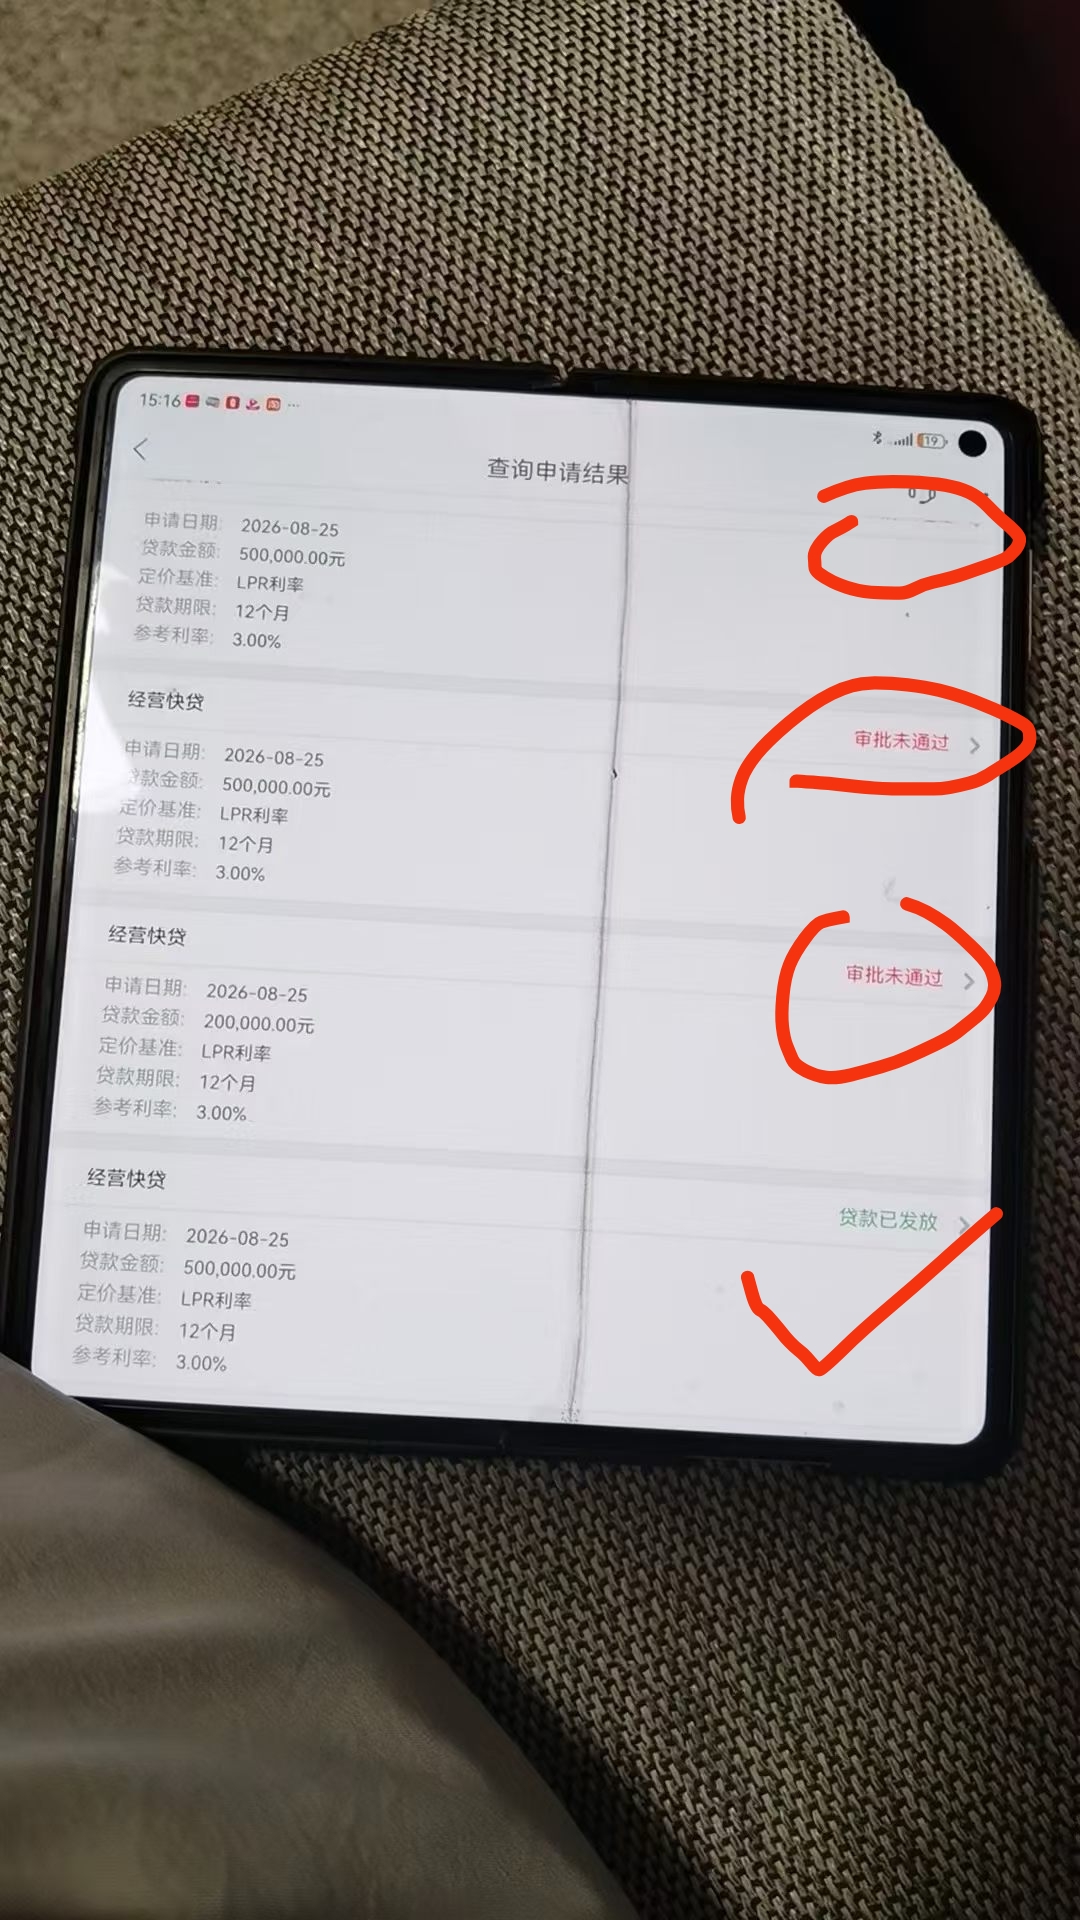 15:16
19
查询申请结果
申请日期: 2026-08-25
贷款金额: 500,000.00元
定价基准: LPR利率
贷款期限: 12个月
参考利率: 3.00%
经营快贷 审批未通过
申请日期: 2026-08-25
贷款金额: 500,000.00元
定价基准: LPR利率
贷款期限: 12个月
参考利率: 3.00%
经营快贷 审批未通过
申请日期: 2026-08-25
贷款金额: 200,000.00元
定价基准: LPR利率
贷款期限: 12个月
参考利率: 3.00%
经营快贷 贷款已发放
申请日期: 2026-08-25
贷款金额: 500,000.00元
定价基准: LPR利率
贷款期限: 12个月
参考利率: 3.00%